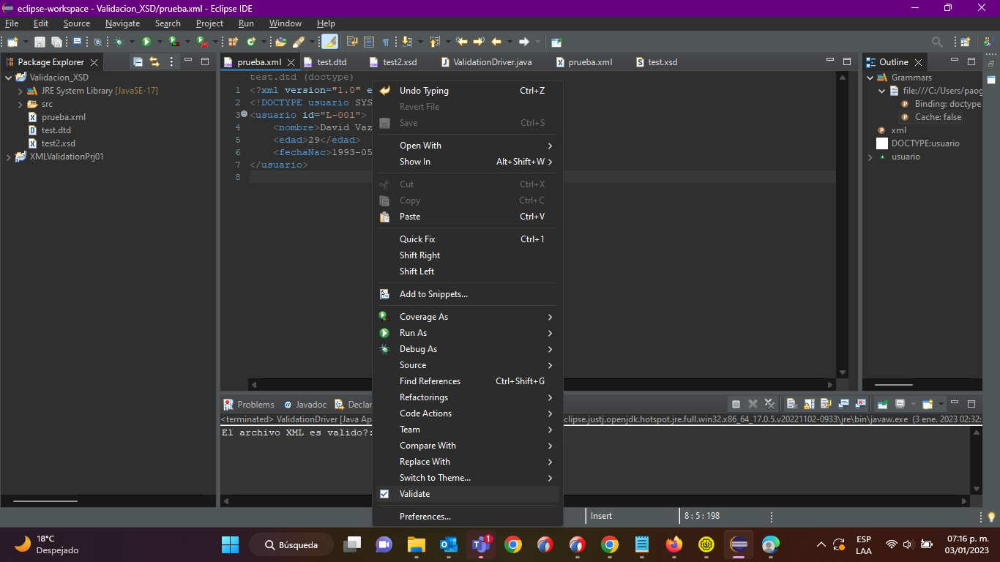 eclipse-workspace - Validacion_XSD/prueba.xml - Eclipse IDE
File Edit Source Navigate Search Project Run Window Help
Package Explorer
Validacion_XSD
JRE System Library [JavaSE-17]
src
prueba.xml
test.dtd
test2.xsd
XMLValidationPrj01
prueba.xml test.dtd test2.xsd ValidationDriver.java prueba.xml test.xsd
test.dtd (doctype)
1 <?xml version="1.0" e
2 <!DOCTYPE usuario SYS
3 <usuario id="L-001">
4 <nombre>David Vaz
5 <edad>29</edad>
6 <fechaNac>1993-05
7 </usuario>
8
Undo Typing Ctrl+Z
Revert File
Save Ctrl+S
Open With
Show In Alt+Shift+W
Cut Ctrl+X
Copy Ctrl+C
Paste Ctrl+V
Quick Fix Ctrl+1
Shift Right
Shift Left
Add to Snippets...
Coverage As
Run As
Debug As
Source
Find References Ctrl+Shift+G
Refactorings
Code Actions
Team
Compare With
Replace With
Switch to Theme...
Validate
Preferences...
Outline
Grammars
file:///C:/Users/paog
Binding: doctype
Cache: false
xml
DOCTYPE:usuario
usuario
Problems Javadoc Declar
<terminated> ValidationDriver [Java Ap clipse.justj.openjdk.hotspot.jre.full.win32.x86_64_17.0.5.v20221102-0933\jre\bin\javaw.exe (3 ene. 2023 02:32:
El archivo XML es valido?:
Insert 8 : 5 : 198
18°C
Despejado
Búsqueda
1
ESP
LAA
07:16 p. m.
03/01/2023